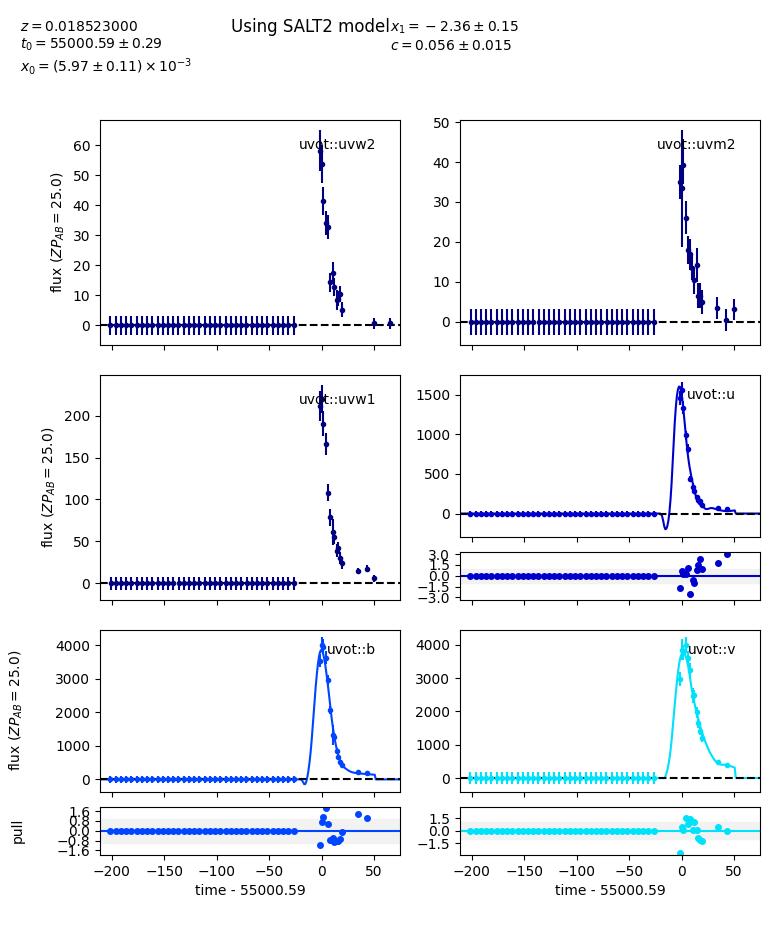 z = 0.018523000
Using SALT2 model
x₁ = −2.36 ± 0.15
t₀ = 55000.59 ± 0.29
c = 0.056 ± 0.015
x₀ = (5.97 ± 0.11) × 10⁻³
60
50
40
30
20
10
0
flux (ZP_AB = 25.0)
uvot::uvw2
50
40
30
20
10
0
uvot::uvm2
200
150
100
50
0
flux (ZP_AB = 25.0)
uvot::uvw1
1500
1000
500
0
uvot::u
3.0
1.5
0.0
−1.5
−3.0
4000
3000
2000
1000
0
flux (ZP_AB = 25.0)
uvot::b
4000
3000
2000
1000
0
uvot::v
1.6
0.8
0.0
−0.8
−1.6
pull
−200 −150 −100 −50 0 50
time - 55000.59
1.5
0.0
−1.5
−200 −150 −100 −50 0 50
time - 55000.59